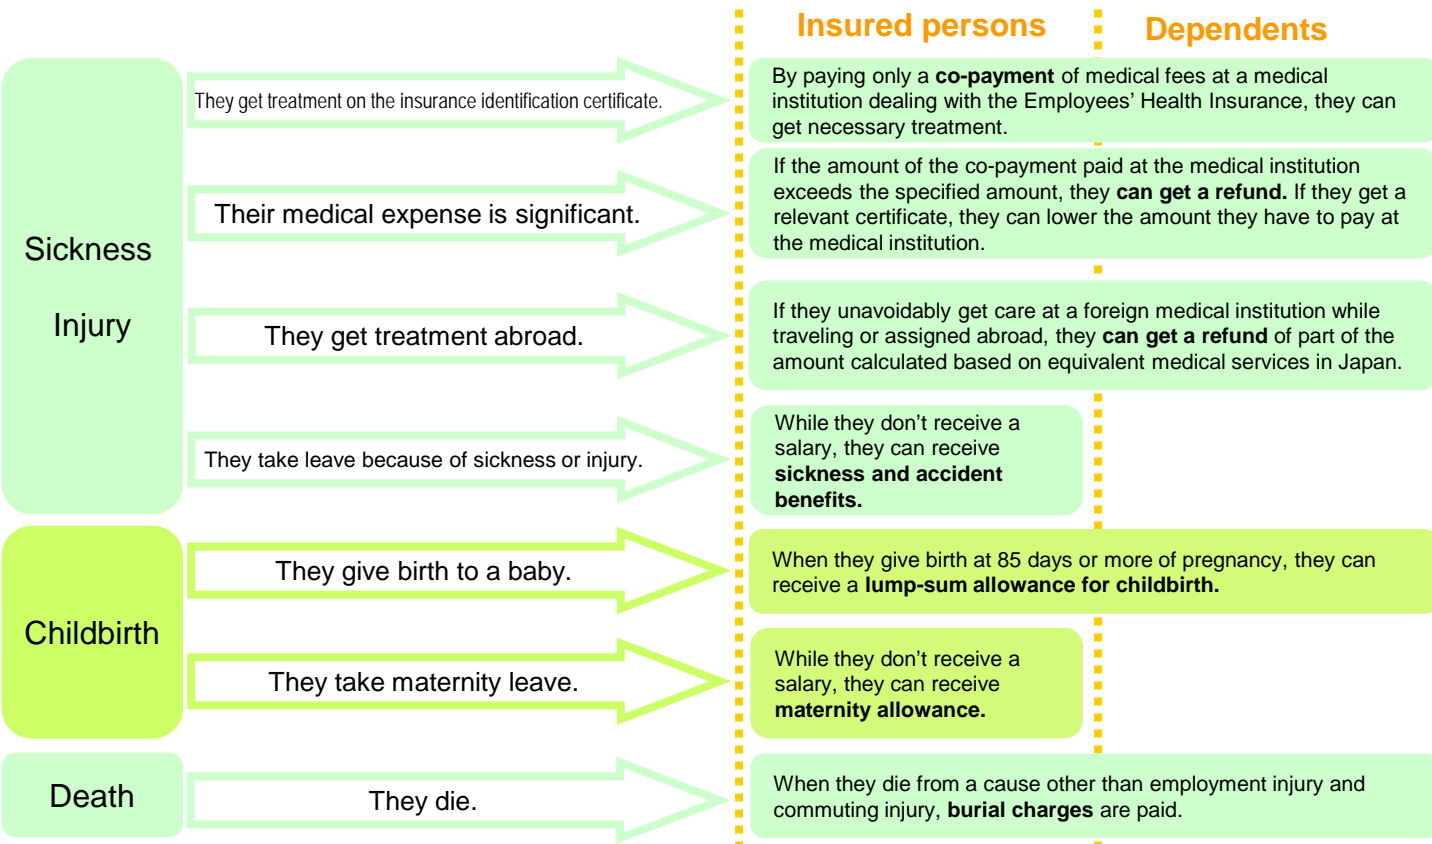 Insured persons
Dependents
Sickness
Injury
They get treatment on the insurance identification certificate.
By paying only a co-payment of medical fees at a medical
institution dealing with the Employees’ Health Insurance, they can
get necessary treatment.
Their medical expense is significant.
If the amount of the co-payment paid at the medical institution
exceeds the specified amount, they can get a refund. If they get a
relevant certificate, they can lower the amount they have to pay at
the medical institution.
They get treatment abroad.
If they unavoidably get care at a foreign medical institution while
traveling or assigned abroad, they can get a refund of part of the
amount calculated based on equivalent medical services in Japan.
They take leave because of sickness or injury.
While they don’t receive a
salary, they can receive
sickness and accident
benefits.
Childbirth
They give birth to a baby.
When they give birth at 85 days or more of pregnancy, they can
receive a lump-sum allowance for childbirth.
They take maternity leave.
While they don’t receive a
salary, they can receive
maternity allowance.
Death
They die.
When they die from a cause other than employment injury and
commuting injury, burial charges are paid.